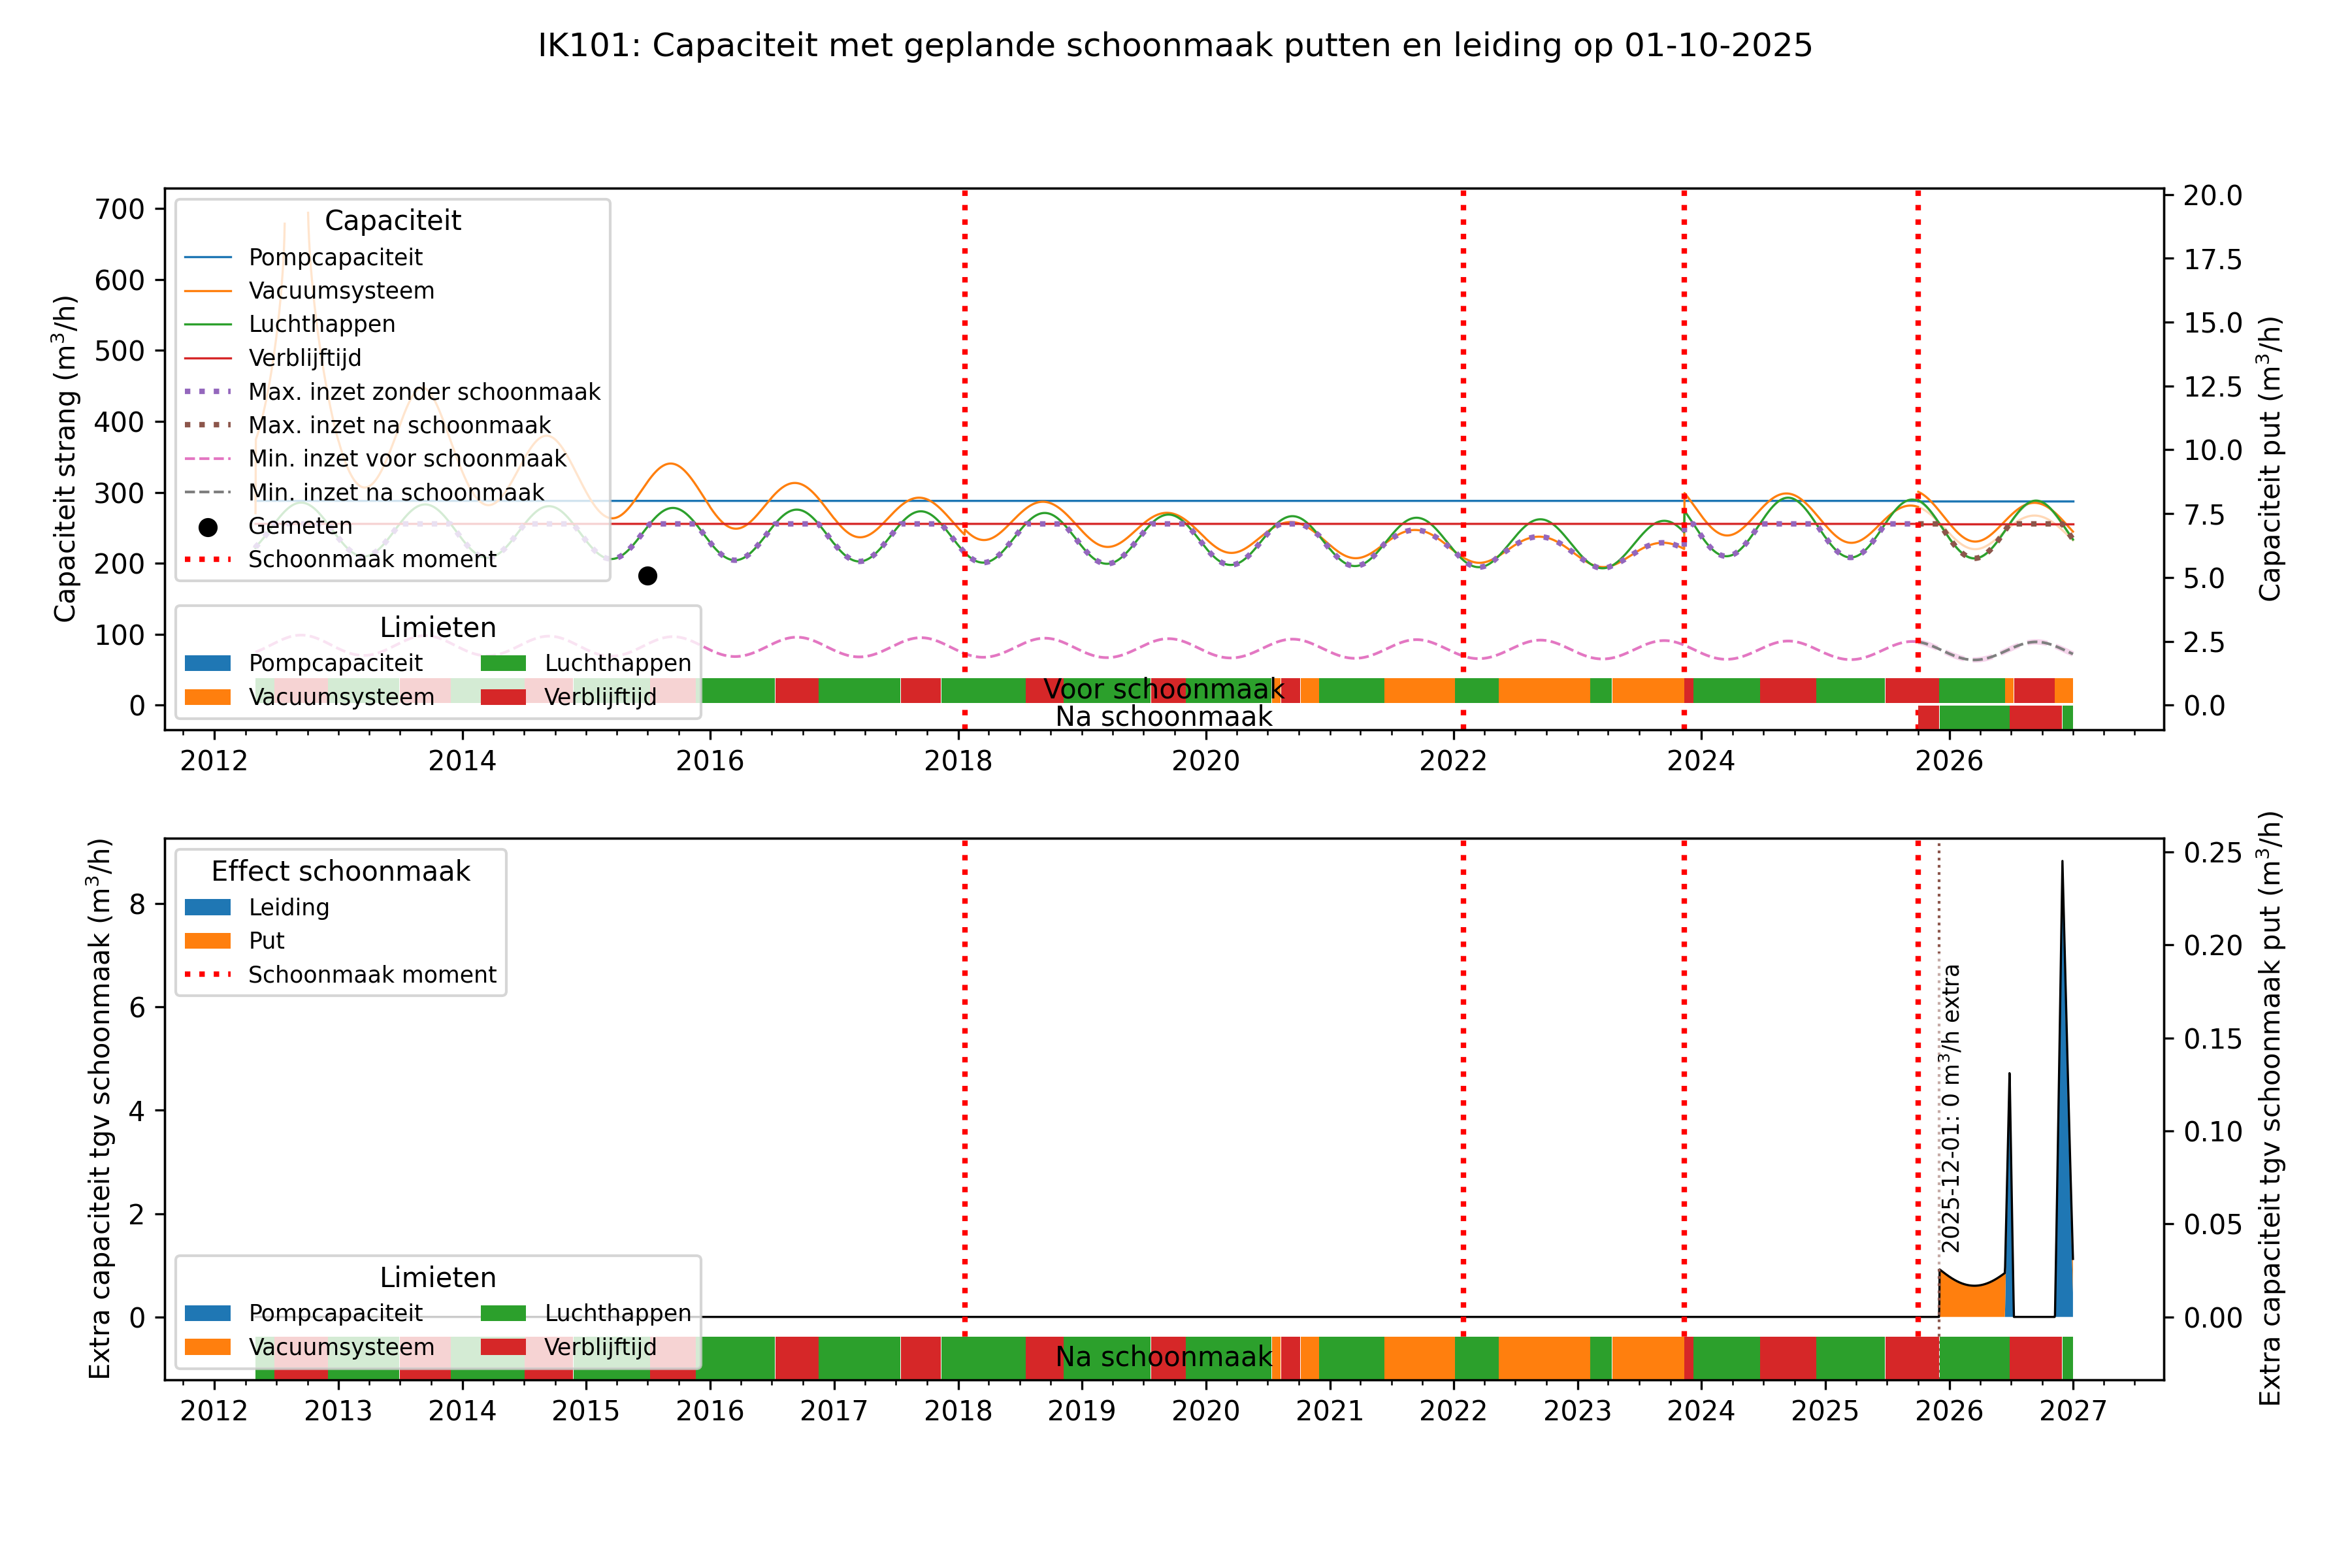 IK101: Capaciteit met geplande schoonmaak putten en leiding op 01-10-2025
Capaciteit strang (m³/h)
700
600
500
400
300
200
100
0
Capaciteit
Pompcapaciteit
Vacuumsysteem
Luchthappen
Verblijftijd
Max. inzet zonder schoonmaak
Max. inzet na schoonmaak
Min. inzet voor schoonmaak
Min. inzet na schoonmaak
Gemeten
Schoonmaak moment
Limieten
Pompcapaciteit Luchthappen
Vacuumsysteem Verblijftijd
Voor schoonmaak
Na schoonmaak
20.0
17.5
15.0
12.5
10.0
7.5
5.0
2.5
0.0
Capaciteit put (m³/h)
2012 2014 2016 2018 2020 2022 2024 2026
Extra capaciteit tgv schoonmaak (m³/h)
8
6
4
2
0
Effect schoonmaak
Leiding
Put
Schoonmaak moment
Limieten
Pompcapaciteit Luchthappen
Vacuumsysteem Verblijftijd
Na schoonmaak
2025-12-01: 0 m³/h extra
0.25
0.20
0.15
0.10
0.05
0.00
Extra capaciteit tgv schoonmaak put (m³/h)
2012 2013 2014 2015 2016 2017 2018 2019 2020 2021 2022 2023 2024 2025 2026 2027